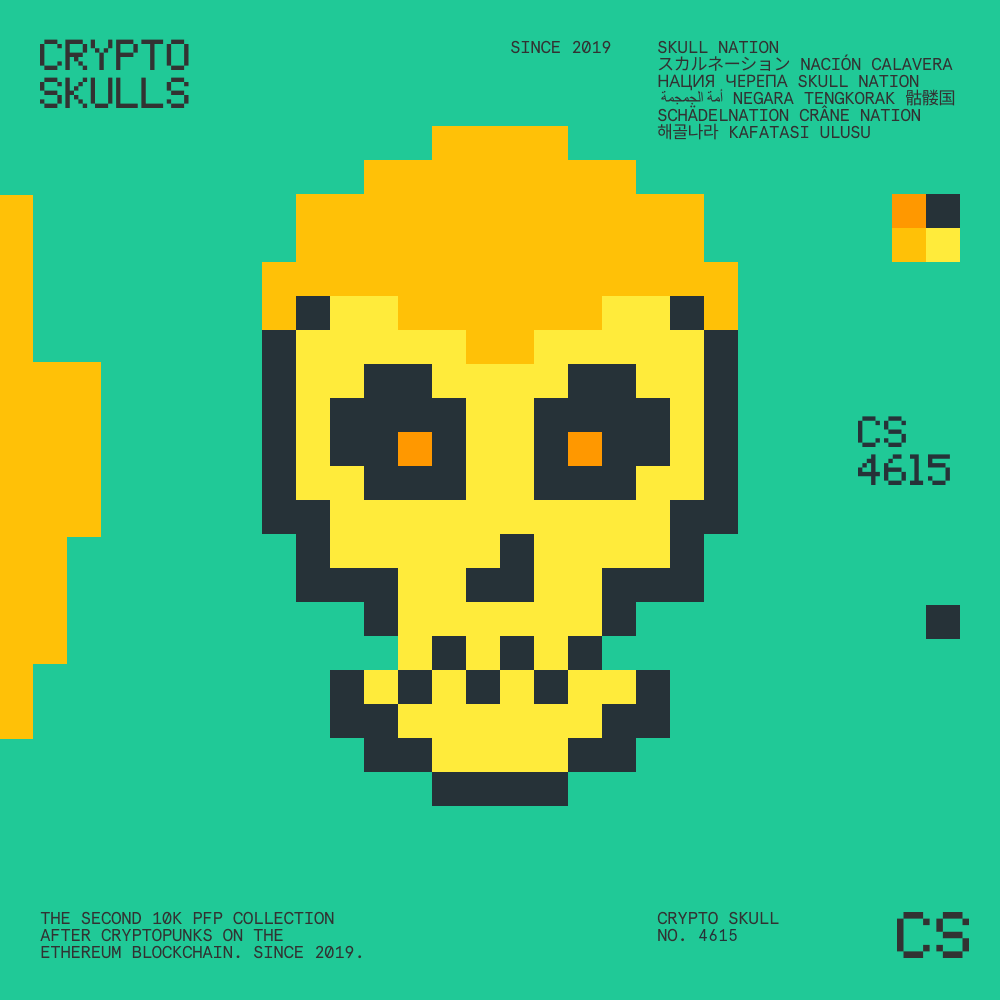 CRYPTO
SKULLS
SINCE 2019
SKULL NATION
スカルネーション NACIÓN CALAVERA
НАЦИЯ ЧЕРЕПА SKULL NATION
أمة الجمجمة NEGARA TENGKORAK 骷髅国
SCHÄDELNATION CRÂNE NATION
해골나라 KAFATASI ULUSU
CS
4615
THE SECOND 10K PFP COLLECTION
AFTER CRYPTOPUNKS ON THE
ETHEREUM BLOCKCHAIN. SINCE 2019.
CRYPTO SKULL
NO. 4615
CS